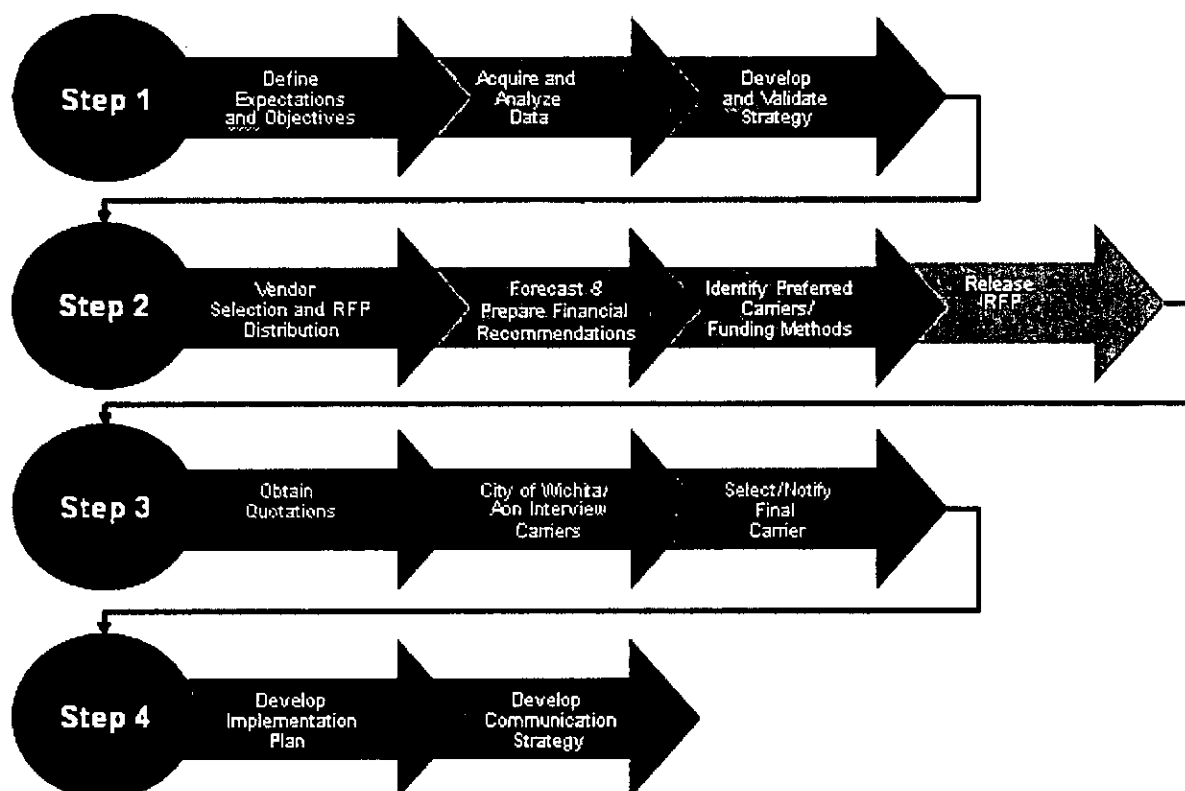 Step 1
Define
Expectations
and Objectives
Acquire and
Analyze
Data
Develop
and Validate
Strategy
Step 2
Vendor
Selection and RFP
Distribution
Forecast &
Prepare Financial
Recommendations
Identify Preferred
Carriers/
Funding Methods
Release
RFP
Step 3
Obtain
Quotations
City of Wichita/
Aon Interview
Carriers
Select/Notify
Final
Carrier
Step 4
Develop
Implementation
Plan
Develop
Communication
Strategy